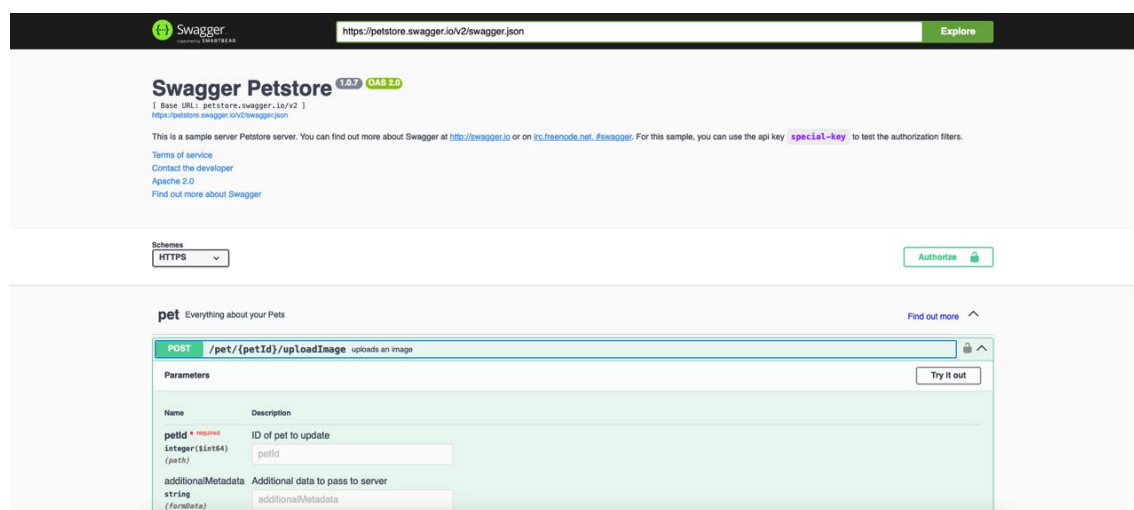 Swagger.
Supported by SMARTBEAR
https://petstore.swagger.io/v2/swagger.json
Explore
Swagger Petstore 1.0.7 OAS 2.0
[ Base URL: petstore.swagger.io/v2 ]
https://petstore.swagger.io/v2/swagger.json
This is a sample server Petstore server. You can find out more about Swagger at http://swagger.io or on irc.freenode.net, #swagger. For this sample, you can use the api key special-key to test the authorization filters.
Terms of service
Contact the developer
Apache 2.0
Find out more about Swagger
Schemes
HTTPS
Authorize
pet Everything about your Pets
Find out more
POST /pet/{petId}/uploadImage uploads an image
Parameters
Try it out
Name Description
petId * required ID of pet to update
integer($int64)
petId
(path)
additionalMetadata Additional data to pass to server
string
additionalMetadata
(formData)